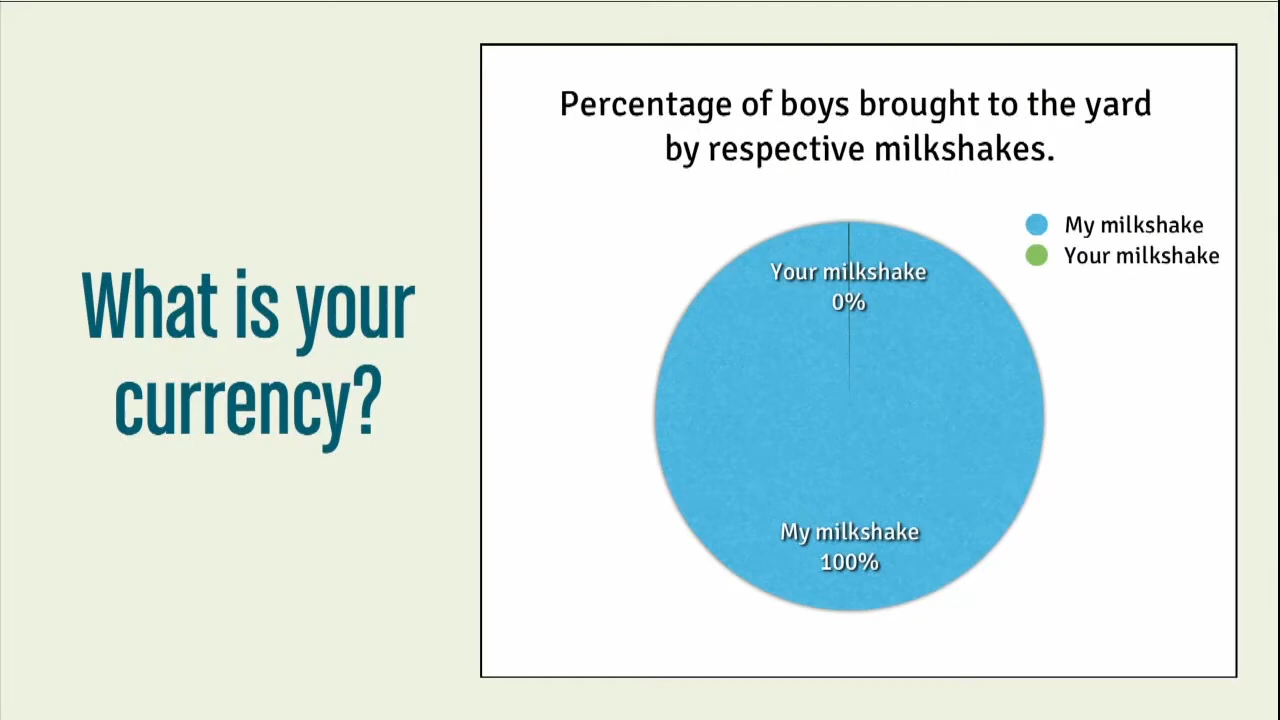 What is your
currency?
Percentage of boys brought to the yard
by respective milkshakes.
My milkshake
Your milkshake
Your milkshake
0%
My milkshake
100%